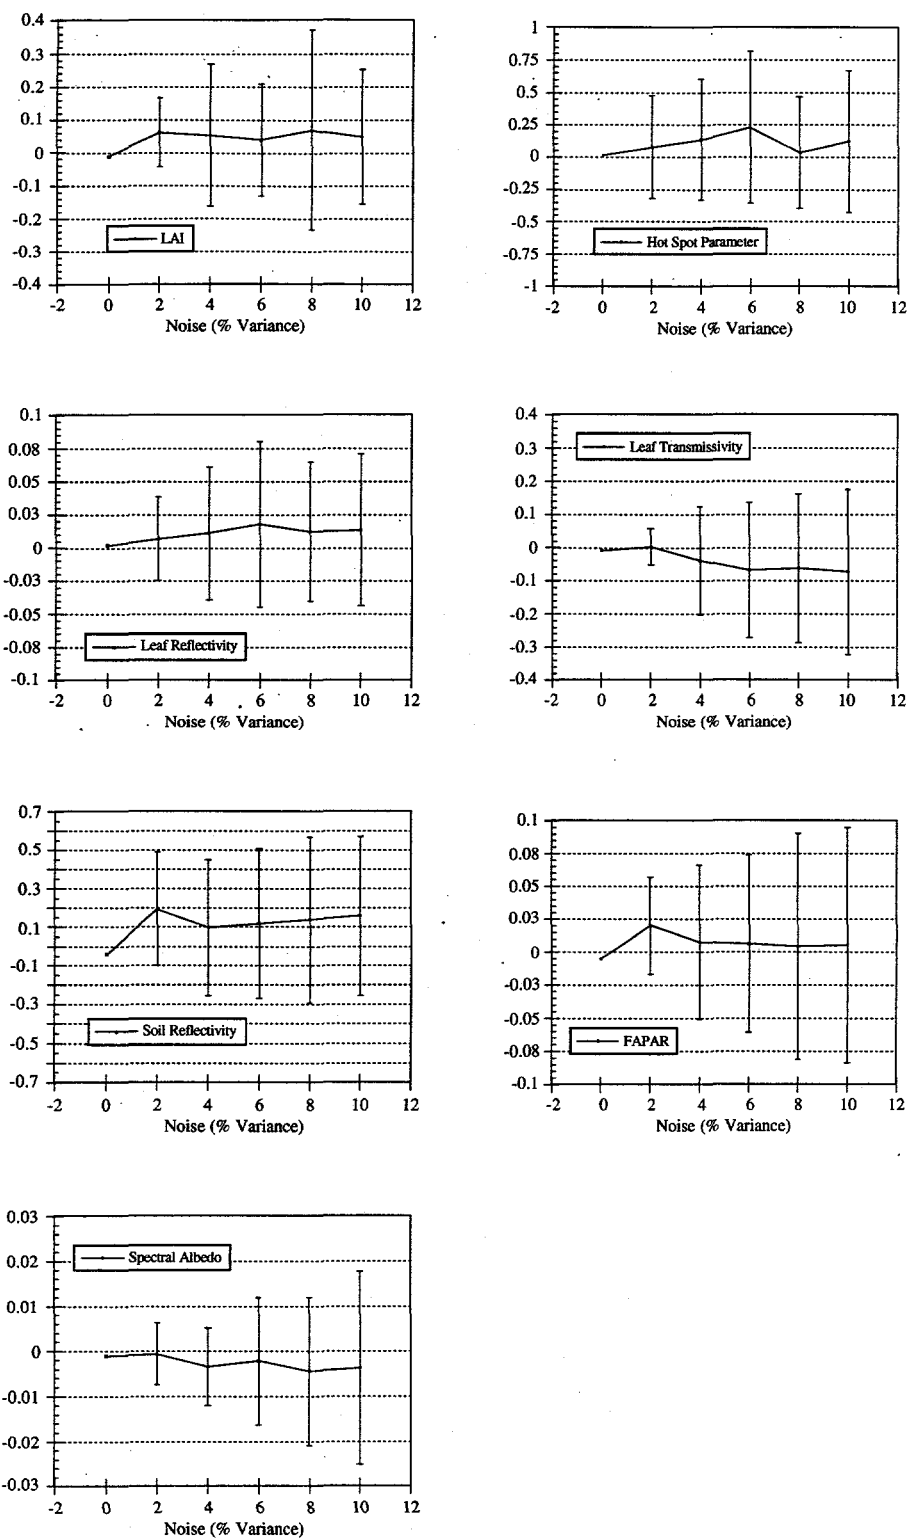 0.4
0.3
0.2
0.1
0
-0.1
-0.2
-0.3
-0.4
LAI
-2 0 2 4 6 8 10 12
Noise (% Variance)
1
0.75
0.5
0.25
0
-0.25
-0.5
-0.75
-1
Hot Spot Parameter
-2 0 2 4 6 8 10 12
Noise (% Variance)
0.1
0.08
0.05
0.03
0
-0.03
-0.05
-0.08
-0.1
Leaf Reflectivity
-2 0 2 4 6 8 10 12
Noise (% Variance)
0.4
0.3
0.2
0.1
0
-0.1
-0.2
-0.3
-0.4
Leaf Transmissivity
-2 0 2 4 6 8 10 12
Noise (% Variance)
0.7
0.5
0.3
0.1
-0.1
-0.3
-0.5
-0.7
Soil Reflectivity
-2 0 2 4 6 8 10 12
Noise (% Variance)
0.1
0.08
0.05
0.03
0
-0.03
-0.05
-0.08
-0.1
FAPAR
-2 0 2 4 6 8 10 12
Noise (% Variance)
0.03
0.02
0.01
0
-0.01
-0.02
-0.03
Spectral Albedo
-2 0 2 4 6 8 10 12
Noise (% Variance)